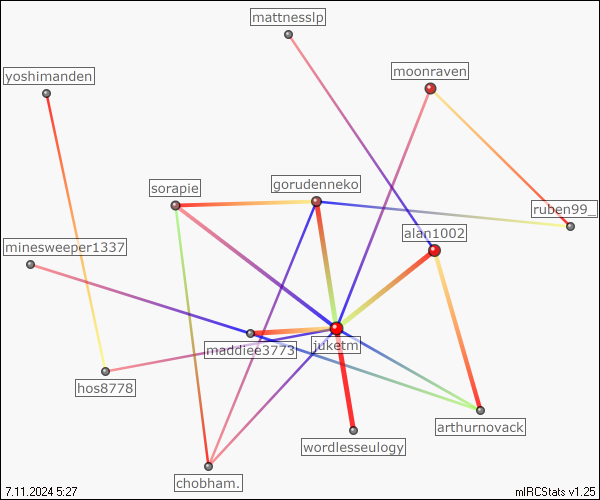 mattnesslp
moonraven
yoshimanden
gorudenneko
sorapie
ruben99_
alan1002
minesweeper1337
juketm
maddiee3773
hos8778
arthurnovack
wordlesseulogy
chobham.
7.11.2024 5:27
mIRCStats v1.25